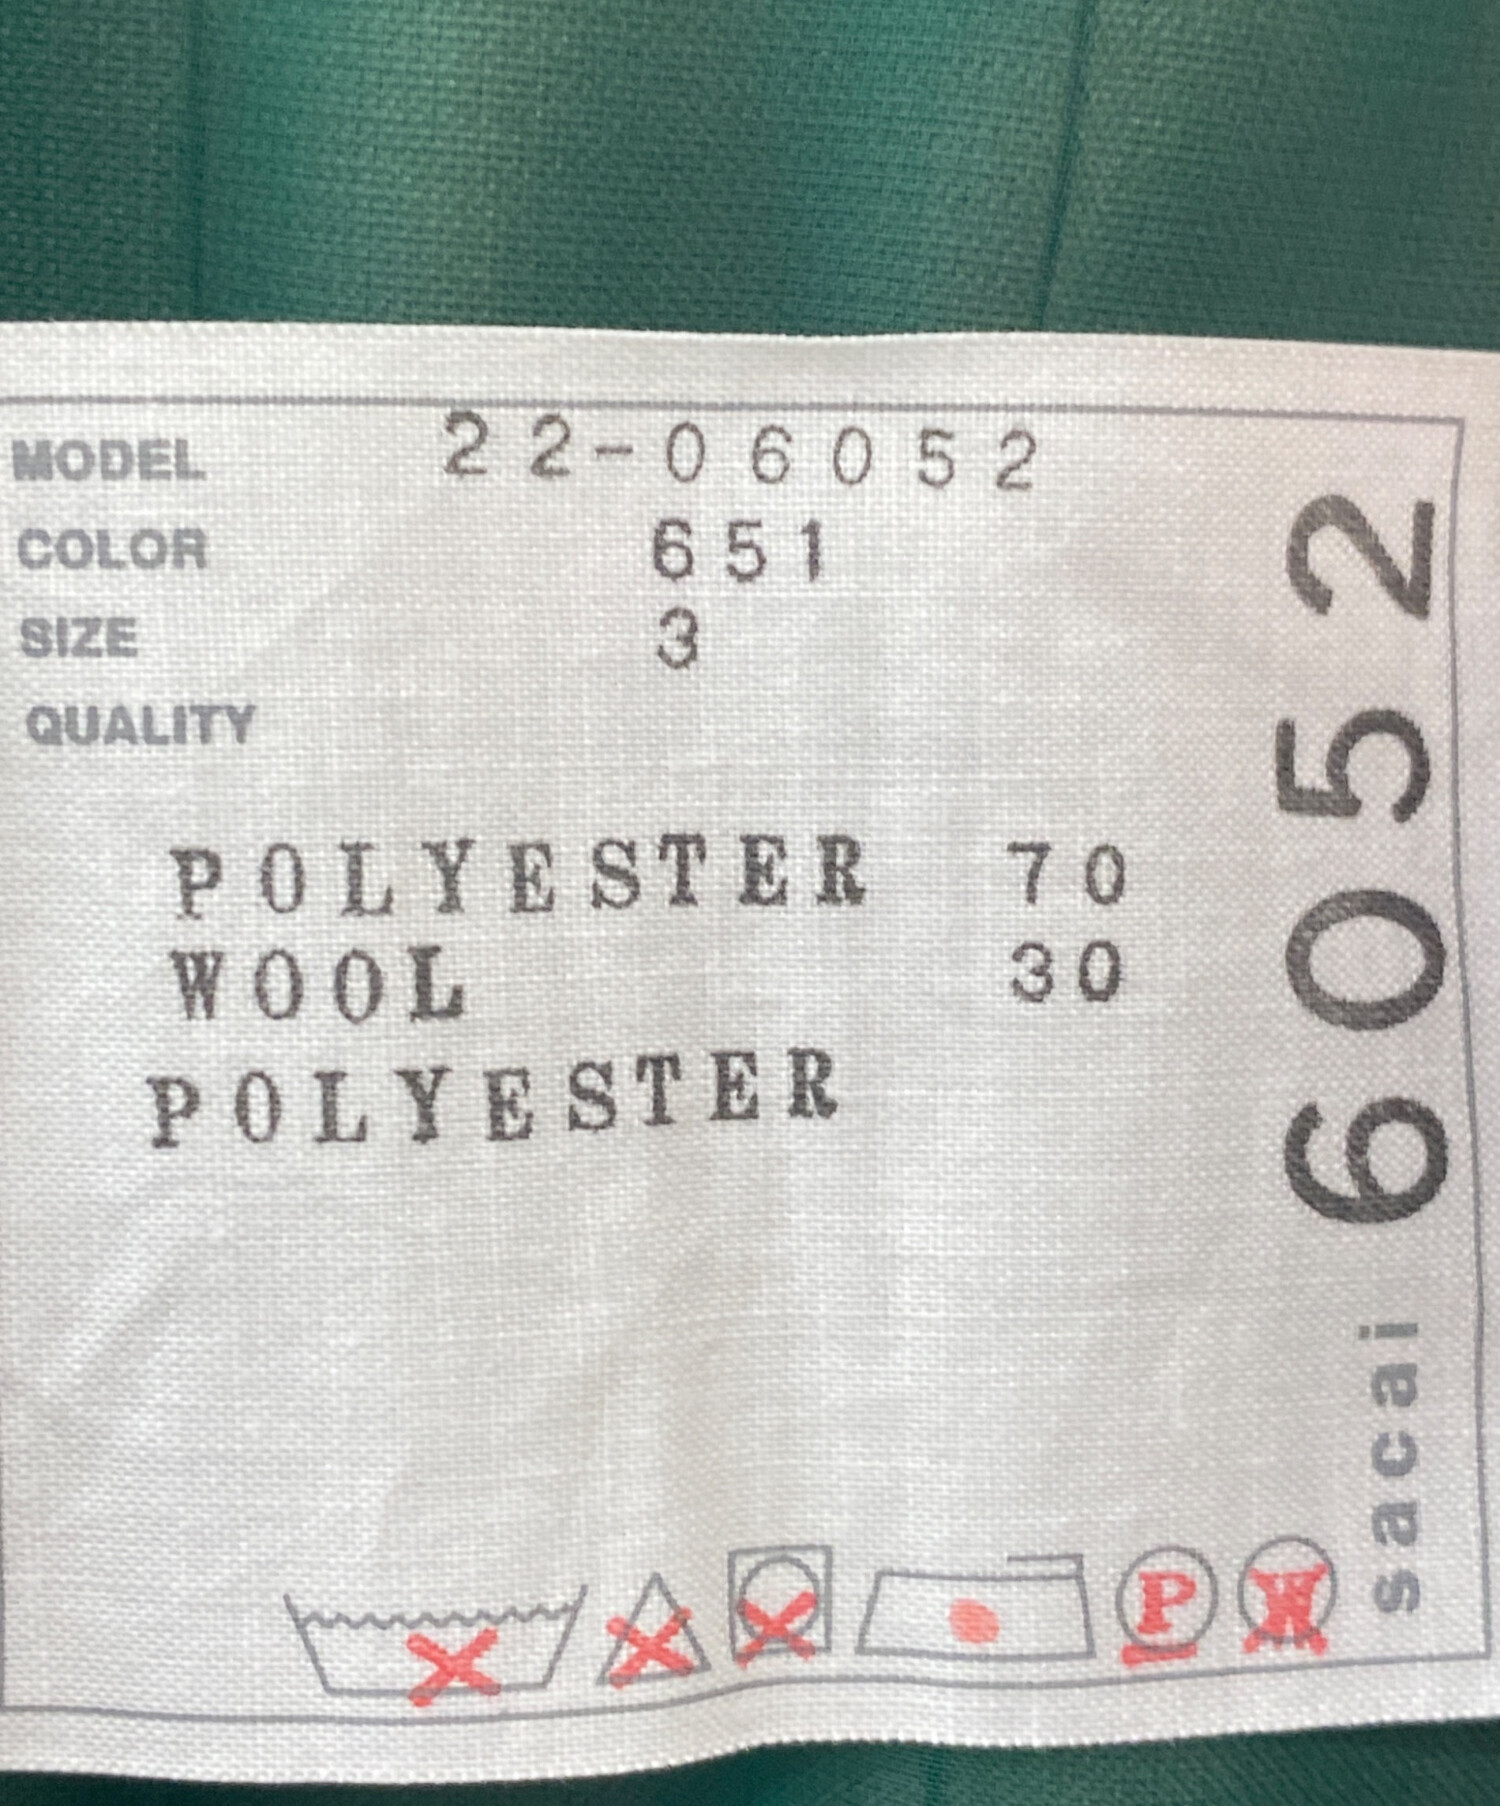 MODEL 22-06052
COLOR 651
SIZE 3
QUALITY
POLYESTER 70
WOOL 30
POLYESTER
sacai 6052
P
W